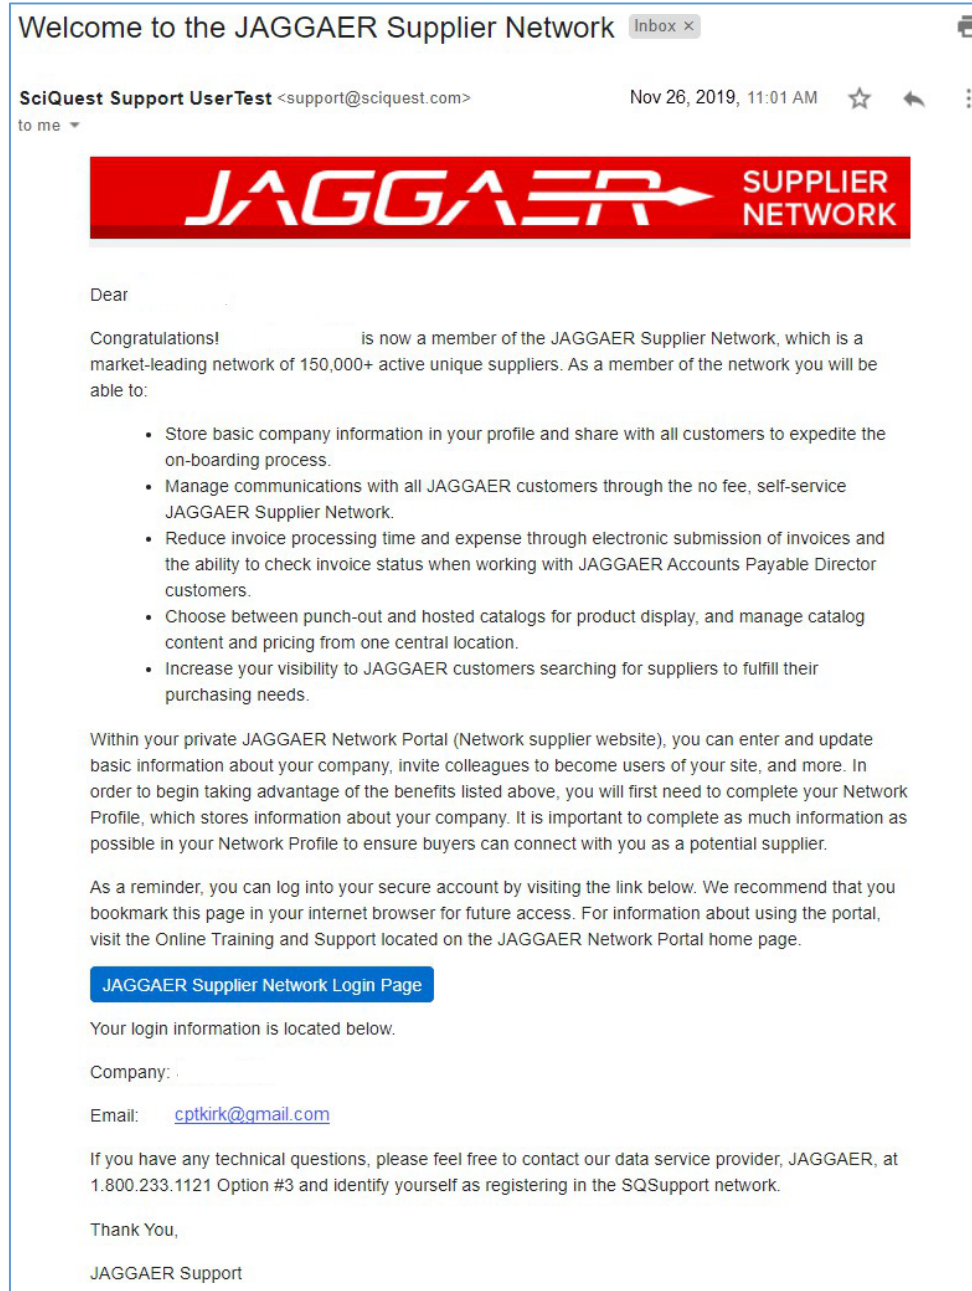 Welcome to the JAGGAER Supplier Network Inbox ×
SciQuest Support UserTest <support@sciquest.com> Nov 26, 2019, 11:01 AM
to me
JAGGAER SUPPLIER
NETWORK
Dear
Congratulations! is now a member of the JAGGAER Supplier Network, which is a
market-leading network of 150,000+ active unique suppliers. As a member of the network you will be
able to:
• Store basic company information in your profile and share with all customers to expedite the
on-boarding process.
• Manage communications with all JAGGAER customers through the no fee, self-service
JAGGAER Supplier Network.
• Reduce invoice processing time and expense through electronic submission of invoices and
the ability to check invoice status when working with JAGGAER Accounts Payable Director
customers.
• Choose between punch-out and hosted catalogs for product display, and manage catalog
content and pricing from one central location.
• Increase your visibility to JAGGAER customers searching for suppliers to fulfill their
purchasing needs.
Within your private JAGGAER Network Portal (Network supplier website), you can enter and update
basic information about your company, invite colleagues to become users of your site, and more. In
order to begin taking advantage of the benefits listed above, you will first need to complete your Network
Profile, which stores information about your company. It is important to complete as much information as
possible in your Network Profile to ensure buyers can connect with you as a potential supplier.
As a reminder, you can log into your secure account by visiting the link below. We recommend that you
bookmark this page in your internet browser for future access. For information about using the portal,
visit the Online Training and Support located on the JAGGAER Network Portal home page.
JAGGAER Supplier Network Login Page
Your login information is located below.
Company:
Email: cptkirk@gmail.com
If you have any technical questions, please feel free to contact our data service provider, JAGGAER, at
1.800.233.1121 Option #3 and identify yourself as registering in the SQSupport network.
Thank You,
JAGGAER Support